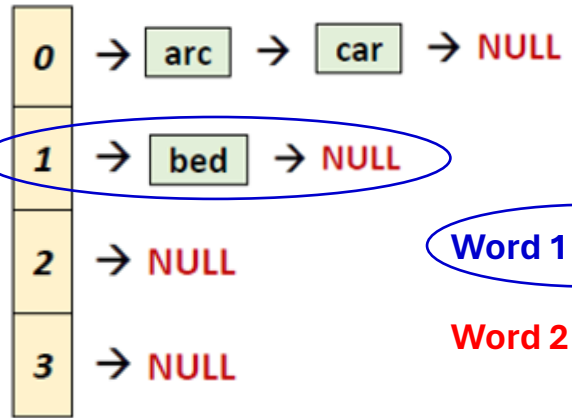 0 → arc → car → NULL
1 → bed → NULL
2 → NULL
Word 1
3 → NULL
Word 2